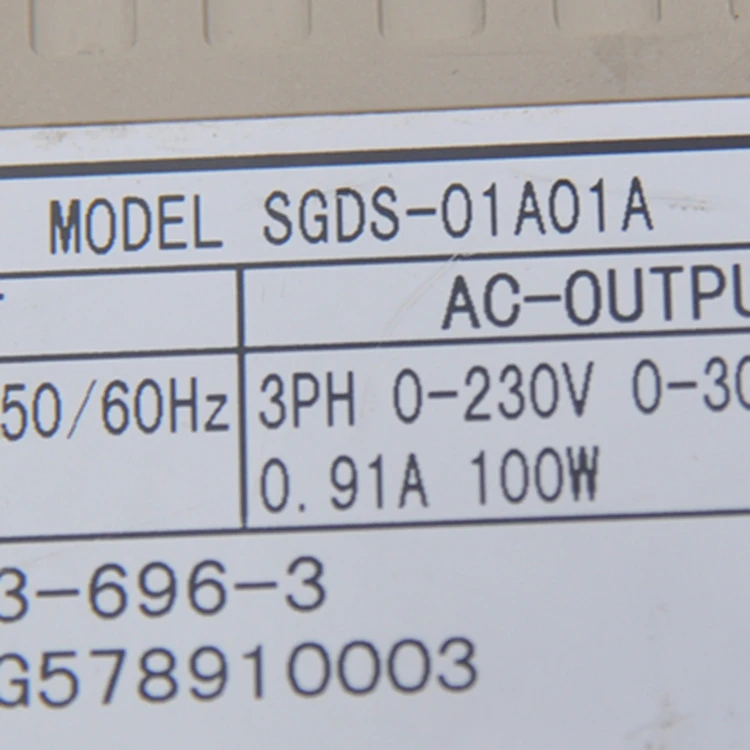 MODEL SGDS-01A01A
AC-OUTPU
50/60Hz 3PH 0-230V 0-30
0.91A 100W
3-696-3
G578910003